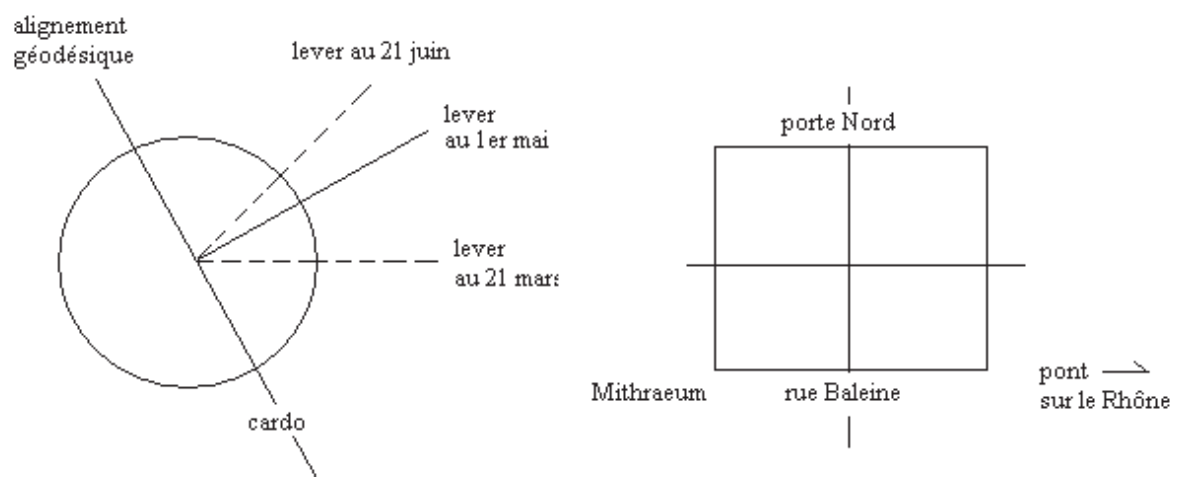 alignement
géodésique
lever au 21 juin
lever
au 1er mai
lever
au 21 mars
cardo
porte Nord
Mithraeum
rue Baleine
pont
sur le Rhône